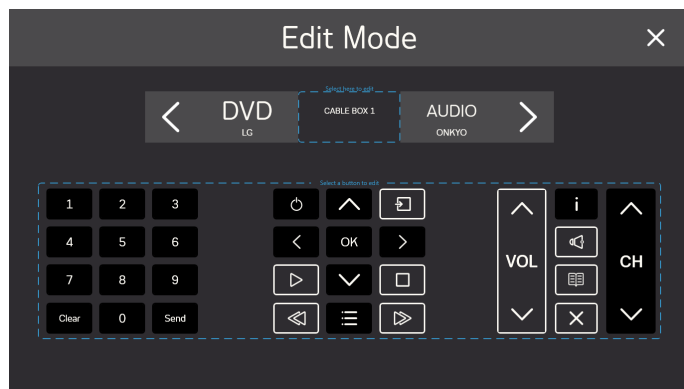 Edit Mode
Select here to edit
DVD
LG
CABLE BOX 1
AUDIO
ONKYO
Select a button to edit
1 2 3
4 5 6 OK
7 8 9
Clear 0 Send
VOL
i
CH